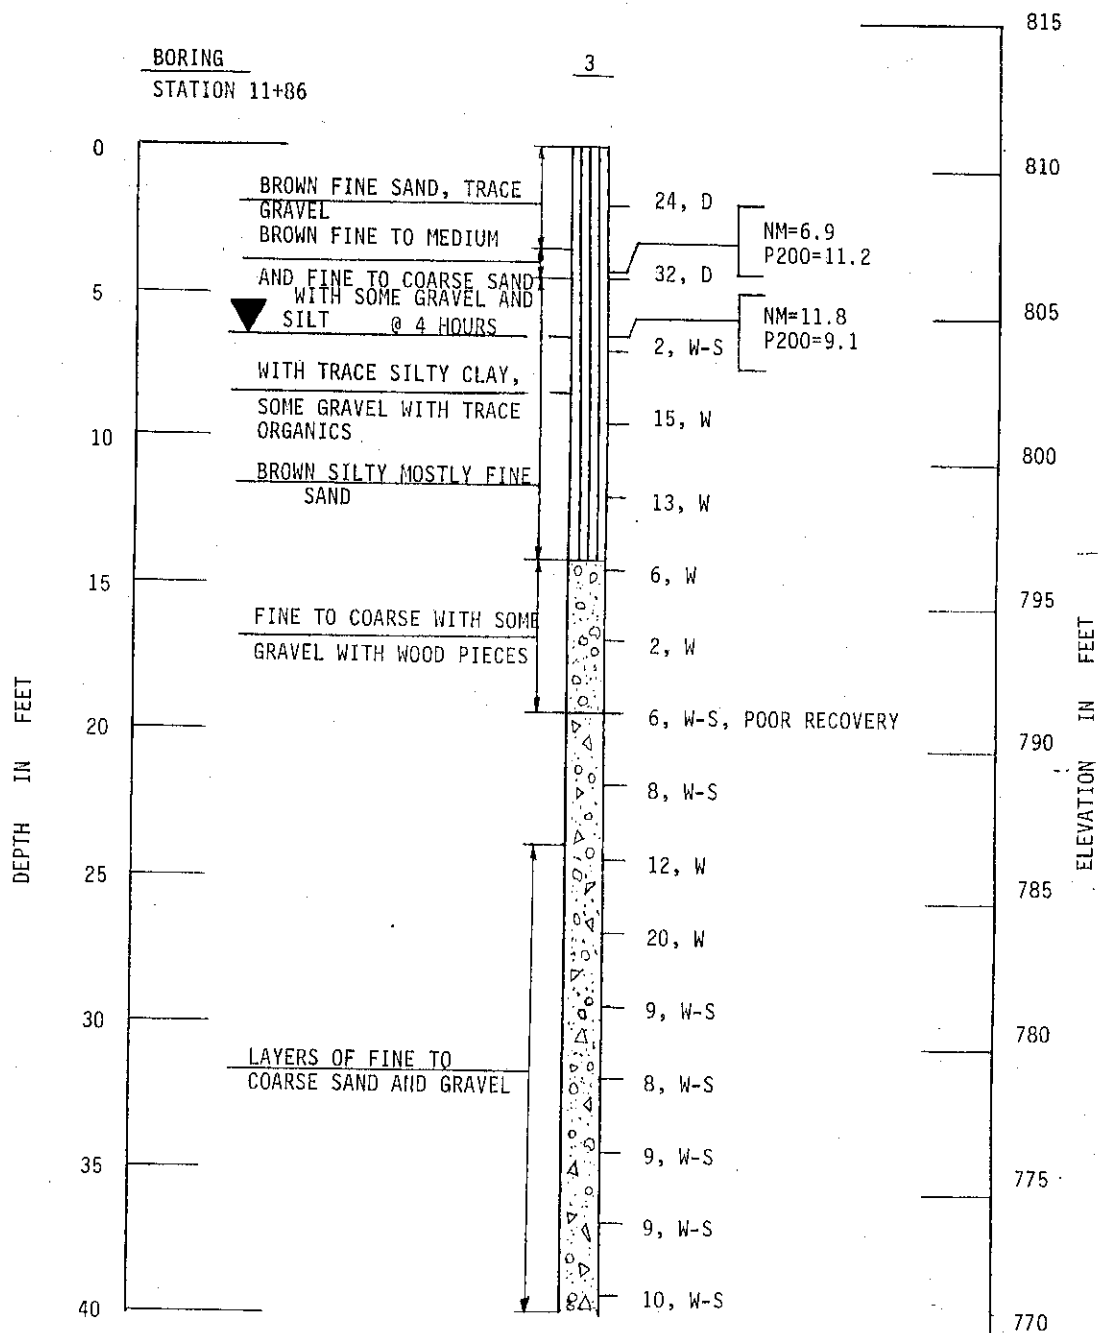 BORING
STATION 11+86
3
815
0
810
BROWN FINE SAND, TRACE
GRAVEL
24, D
NM=6.9
P200=11.2
BROWN FINE TO MEDIUM
AND FINE TO COARSE SAND
32, D
5
WITH SOME GRAVEL AND
SILT @ 4 HOURS
NM=11.8
P200=9.1
805
2, W-S
WITH TRACE SILTY CLAY,
SOME GRAVEL WITH TRACE
ORGANICS
15, W
10
800
BROWN SILTY MOSTLY FINE
SAND
13, W
15
6, W
795
FINE TO COARSE WITH SOME
GRAVEL WITH WOOD PIECES
2, W
DEPTH IN FEET
ELEVATION IN FEET
20
6, W-S, POOR RECOVERY
790
8, W-S
25
12, W
785
20, W
30
9, W-S
780
LAYERS OF FINE TO
COARSE SAND AND GRAVEL
8, W-S
35
9, W-S
775
9, W-S
40
10, W-S
770